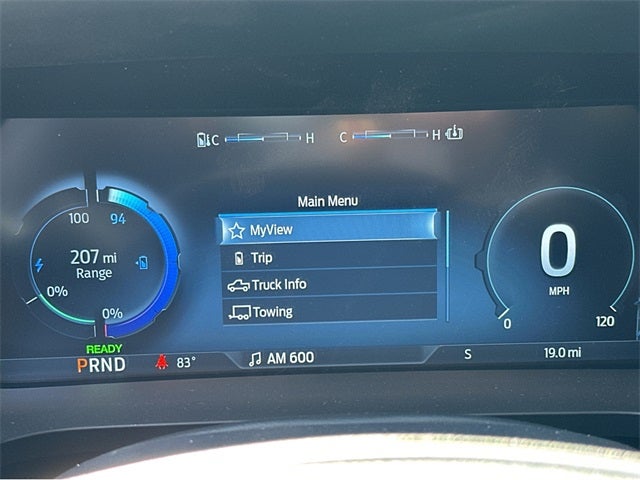 C H C H
Main Menu
MyView
Trip
Truck Info
Towing
100 94
207 mi
Range
0%
0%
0
MPH
0 120
READY
PRND
83°
AM 600
S
19.0 mi